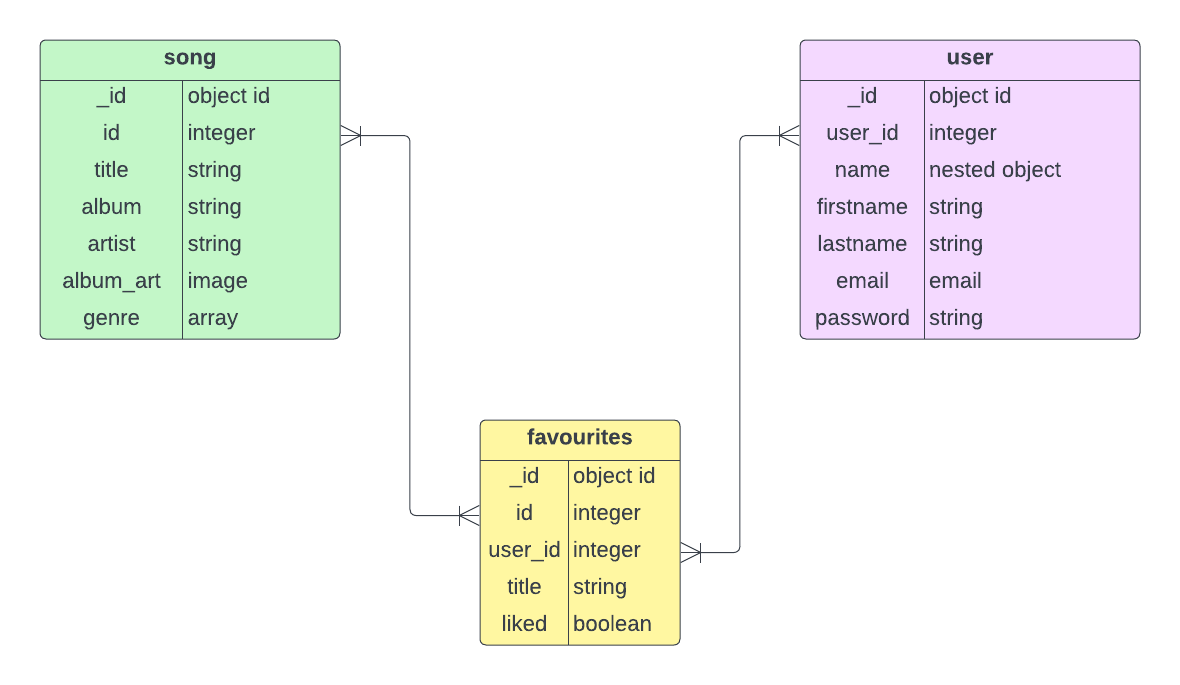 song
_id object id
id integer
title string
album string
artist string
album_art image
genre array
user
_id object id
user_id integer
name nested object
firstname string
lastname string
email email
password string
favourites
_id object id
id integer
user_id integer
title string
liked boolean